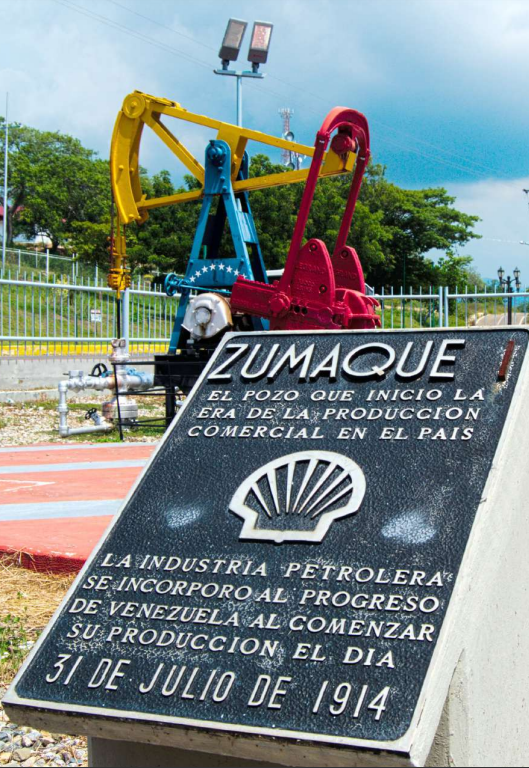 ZUMAQUE
EL POZO QUE INICIO LA
ERA DE LA PRODUCCION
COMERCIAL EN EL PAIS
LA INDUSTRIA PETROLERA
SE INCORPORO AL PROGRESO
DE VENEZUELA AL COMENZAR
SU PRODUCCION EL DIA
31 DE JULIO DE 1914